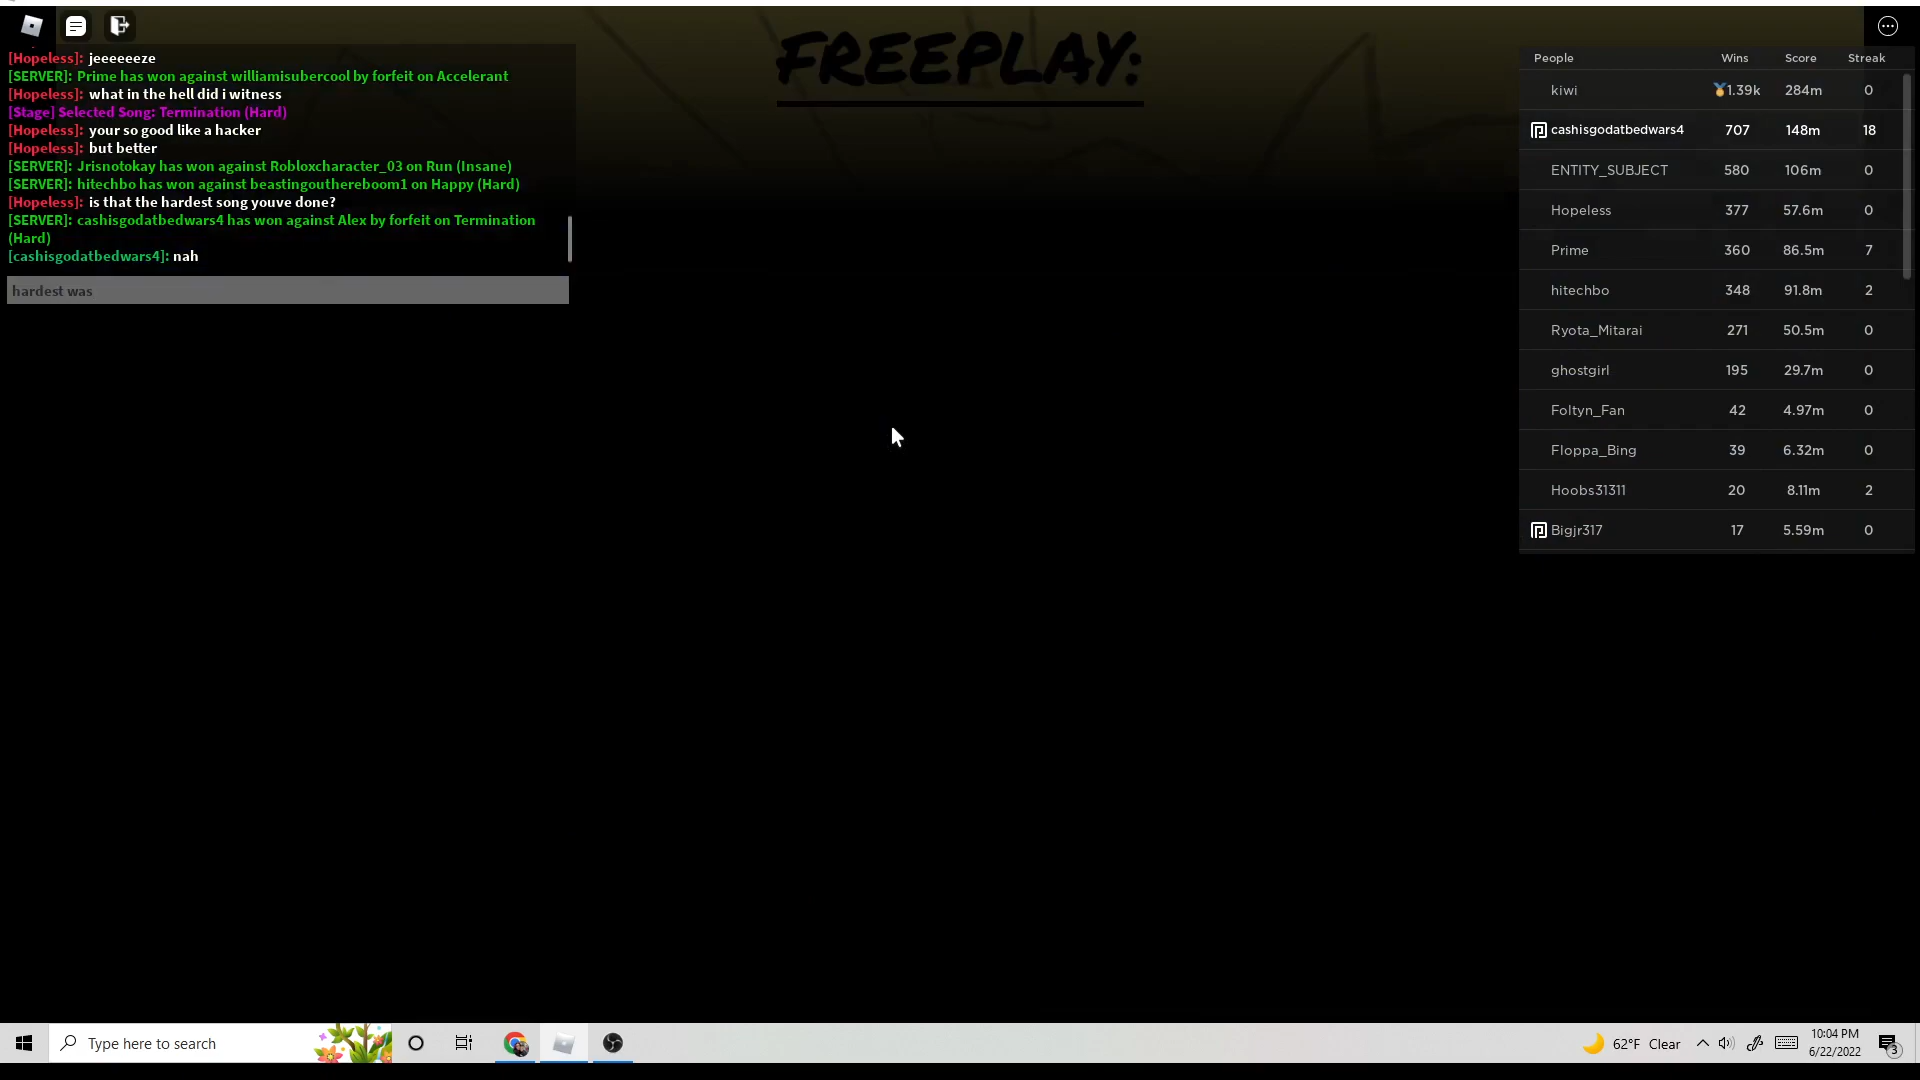 FREEPLAY:
[Hopeless]: jeeeeeeze
[SERVER]: Prime has won against williamisubercool by forfeit on Accelerant
[Hopeless]: what in the hell did i witness
[Stage] Selected Song: Termination (Hard)
[Hopeless]: your so good like a hacker
[Hopeless]: but better
[SERVER]: Jrisnotokay has won against Robloxcharacter_03 on Run (Insane)
[SERVER]: hitechbo has won against beastingouthereboom1 on Happy (Hard)
[Hopeless]: is that the hardest song youve done?
[SERVER]: cashisgodatbedwars4 has won against Alex by forfeit on Termination
(Hard)
[cashisgodatbedwars4]: nah
hardest was
People Wins Score Streak
kiwi 1.39k 284m 0
cashisgodatbedwars4 707 148m 18
ENTITY_SUBJECT 580 106m 0
Hopeless 377 57.6m 0
Prime 360 86.5m 7
hitechbo 348 91.8m 2
Ryota_Mitarai 271 50.5m 0
ghostgirl 195 29.7m 0
Foltyn_Fan 42 4.97m 0
Floppa_Bing 39 6.32m 0
Hoobs31311 20 8.11m 2
Bigjr317 17 5.59m 0
Type here to search
62°F Clear
10:04 PM
6/22/2022
3